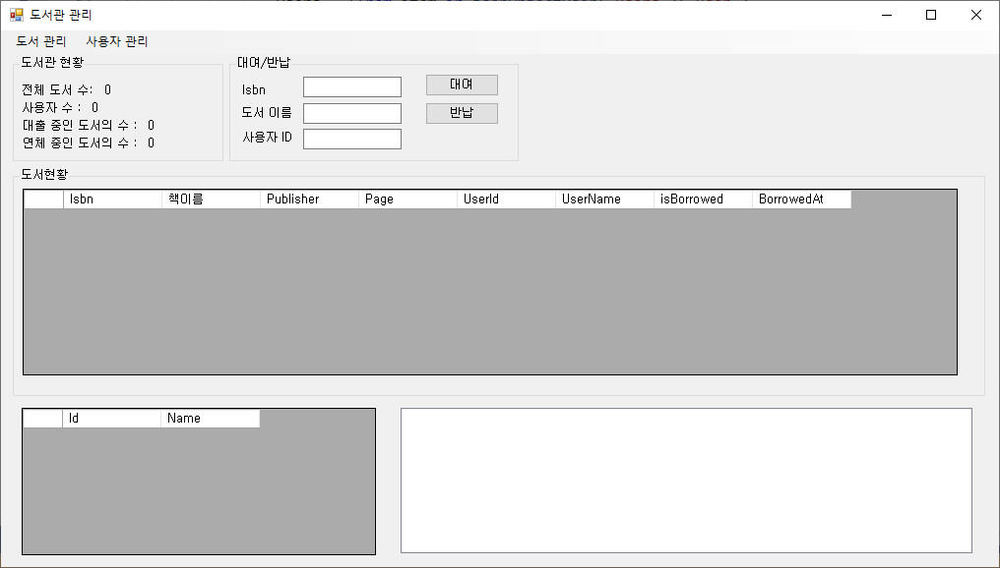 도서관 관리
도서 관리 사용자 관리
도서관 현황
전체 도서 수: 0
사용자 수 : 0
대출 중인 도서의 수 : 0
연체 중인 도서의 수 : 0
대여/반납
Isbn
대여
도서 이름
반납
사용자 ID
도서현황
Isbn 책이름 Publisher Page UserId UserName isBorrowed BorrowedAt
Id Name